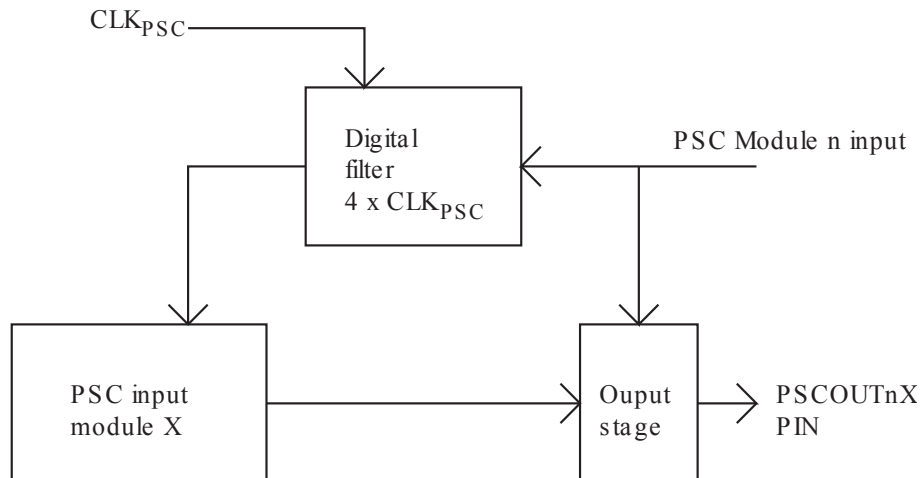 CLKPSC
Digital
filter
4 x CLKPSC
PSC Module n input
PSC input
module X
Ouput
stage
PSCOUTnX
PIN